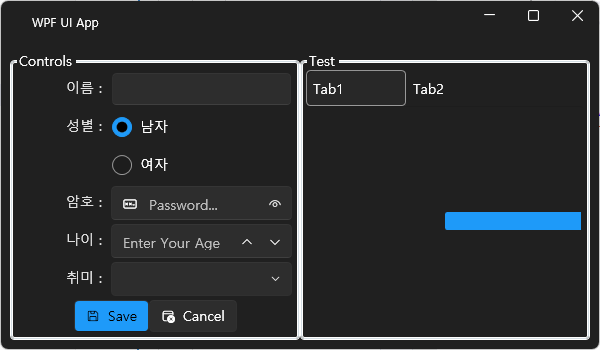 WPF UI App
Controls
이름 :
성별 :
남자
여자
암호 :
Password...
나이 :
Enter Your Age
취미 :
Save
Cancel
Test
Tab1
Tab2